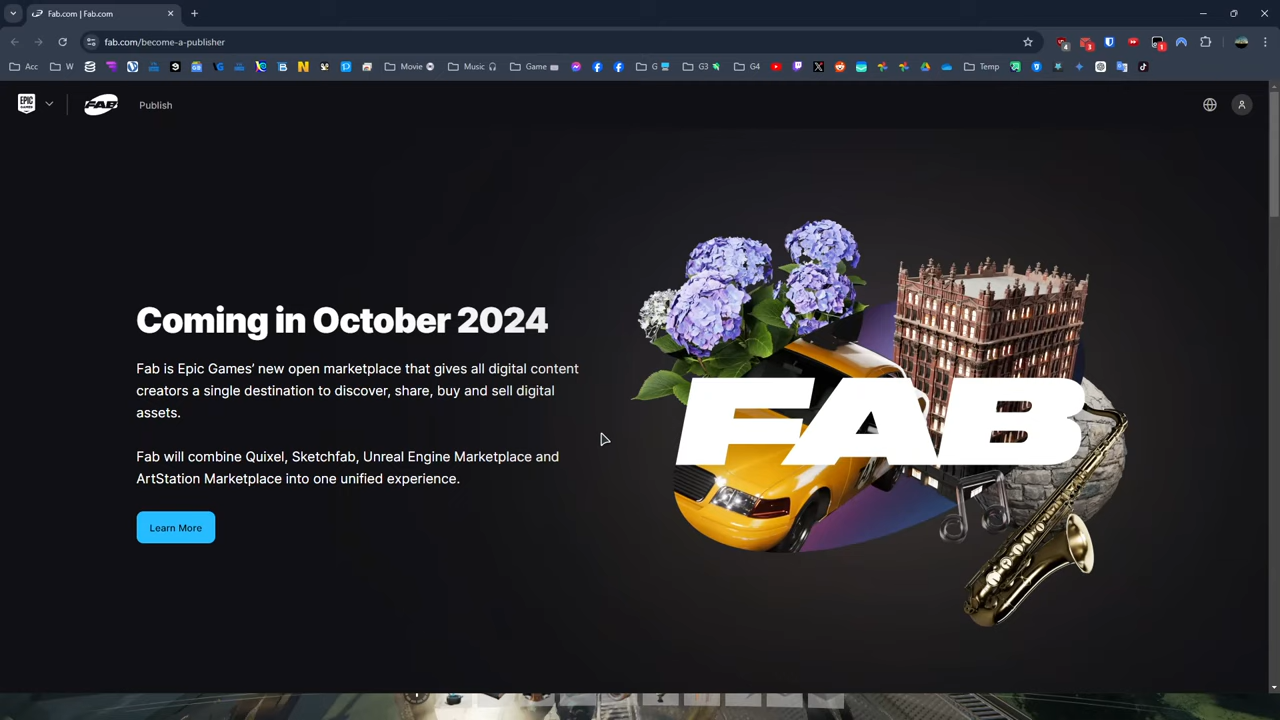 Fab.com | Fab.com
fab.com/become-a-publisher
Acc
W
Movie
Music
Game
G
G3
G4
Temp
EPIC GAMES
FAB
Publish
Coming in October 2024
Fab is Epic Games' new open marketplace that gives all digital content
creators a single destination to discover, share, buy and sell digital
assets.
Fab will combine Quixel, Sketchfab, Unreal Engine Marketplace and
ArtStation Marketplace into one unified experience.
Learn More
FAB